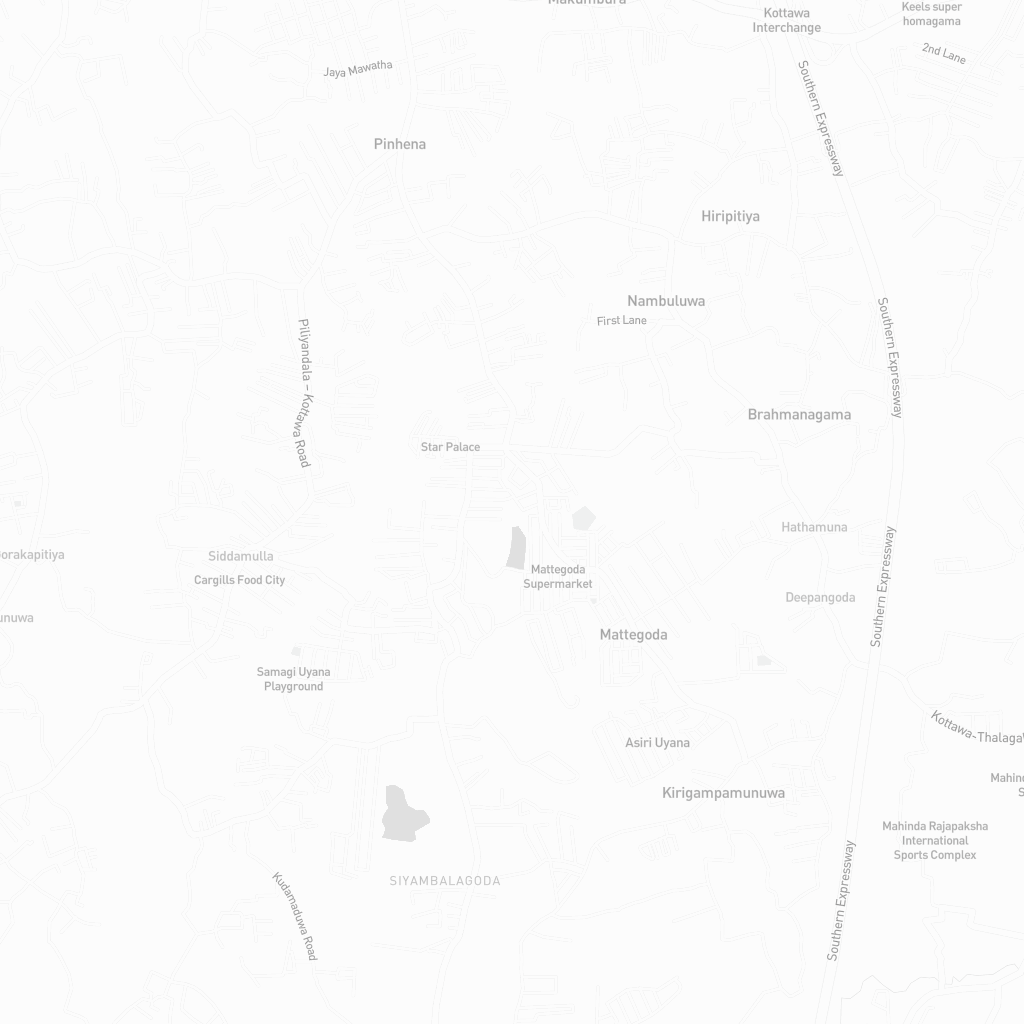 Makumbura
Kottawa
Interchange
Keels super
homagama
2nd Lane
Jaya Mawatha
Southern Expressway
Pinhena
Hiripitiya
Nambuluwa
First Lane
Southern Expressway
Piliyandala – Kottawa Road
Brahmanagama
Star Palace
Hathamuna
Siddamulla
Cargills Food City
Mattegoda
Supermarket
Southern Expressway
Deepangoda
Mattegoda
Samagi Uyana
Playground
Asiri Uyana
Kirigampamunuwa
Mahinda Rajapaksha
International
Sports Complex
SIYAMBALAGODA
Kudamaduwa Road
Southern Expressway